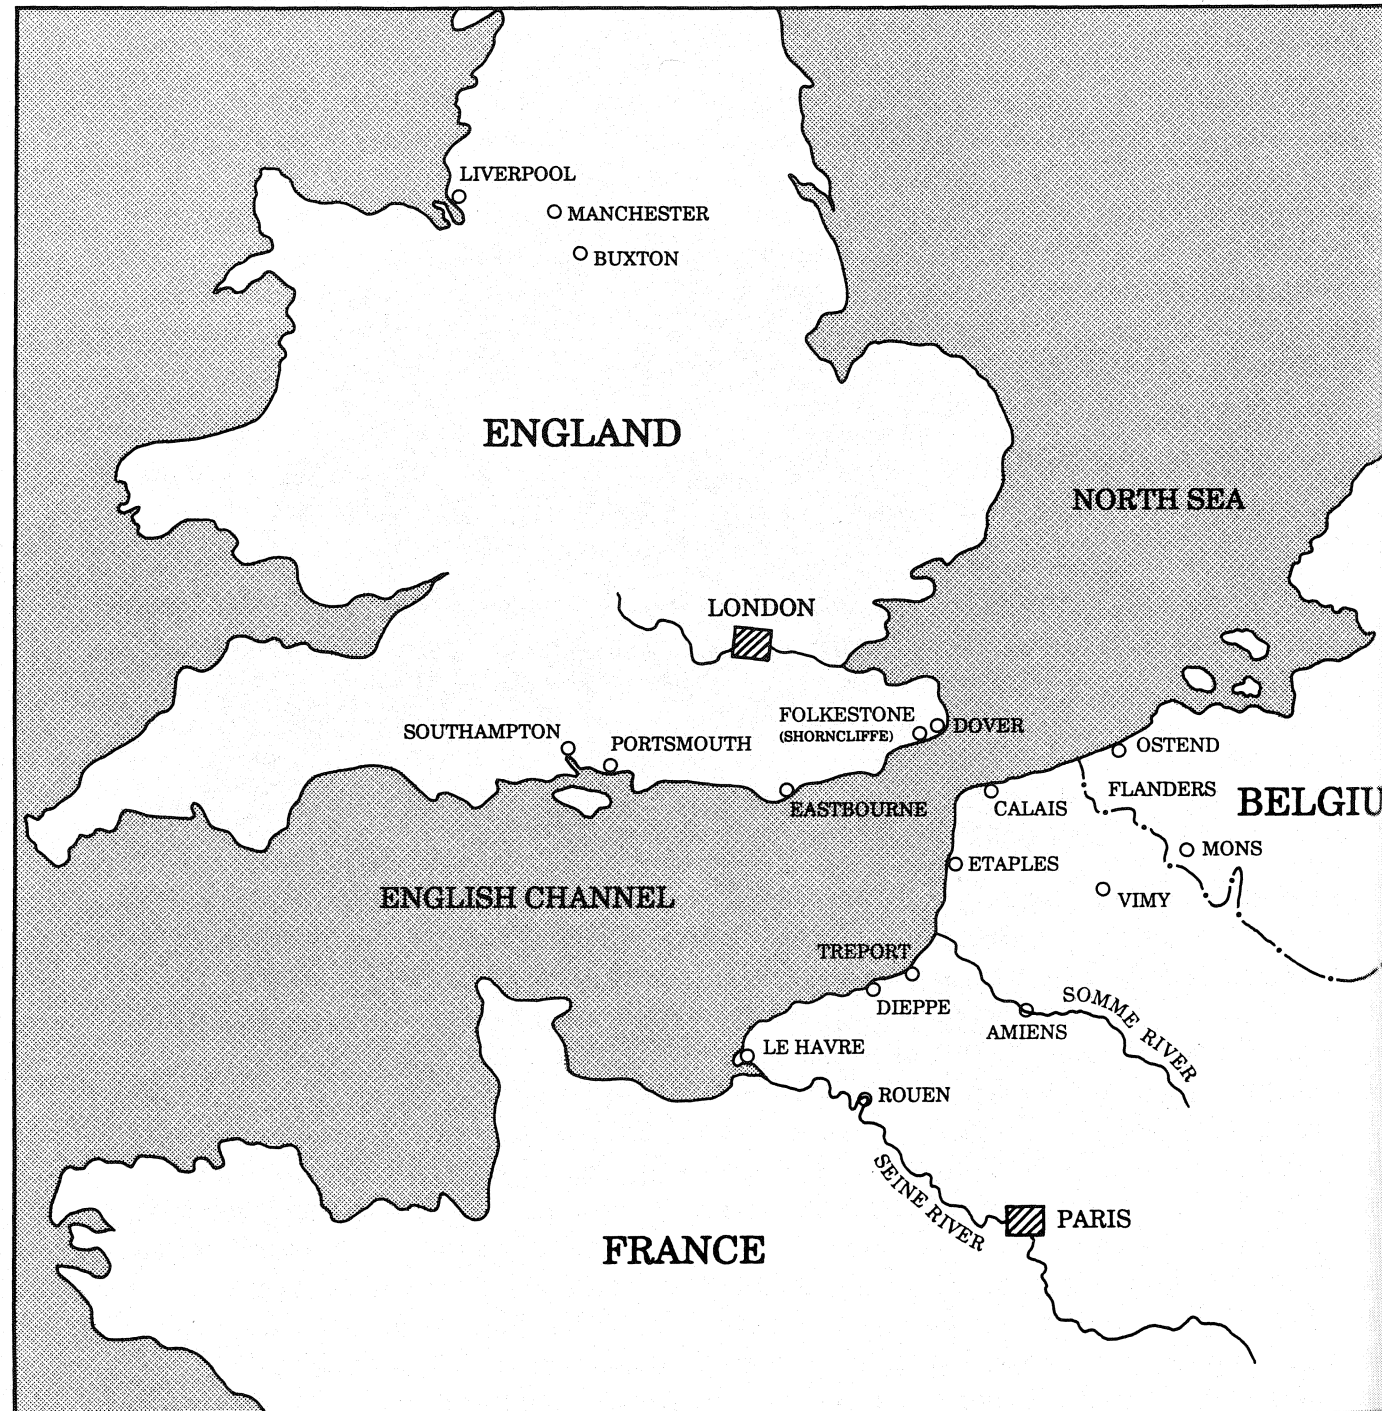 LIVERPOOL
MANCHESTER
BUXTON
ENGLAND
NORTH SEA
LONDON
FOLKESTONE
(SHORNCLIFFE)
DOVER
SOUTHAMPTON
PORTSMOUTH
OSTEND
EASTBOURNE
CALAIS
FLANDERS
BELGIU
MONS
ETAPLES
VIMY
ENGLISH CHANNEL
TREPORT
DIEPPE
SOMME RIVER
AMIENS
LE HAVRE
ROUEN
SEINE RIVER
PARIS
FRANCE